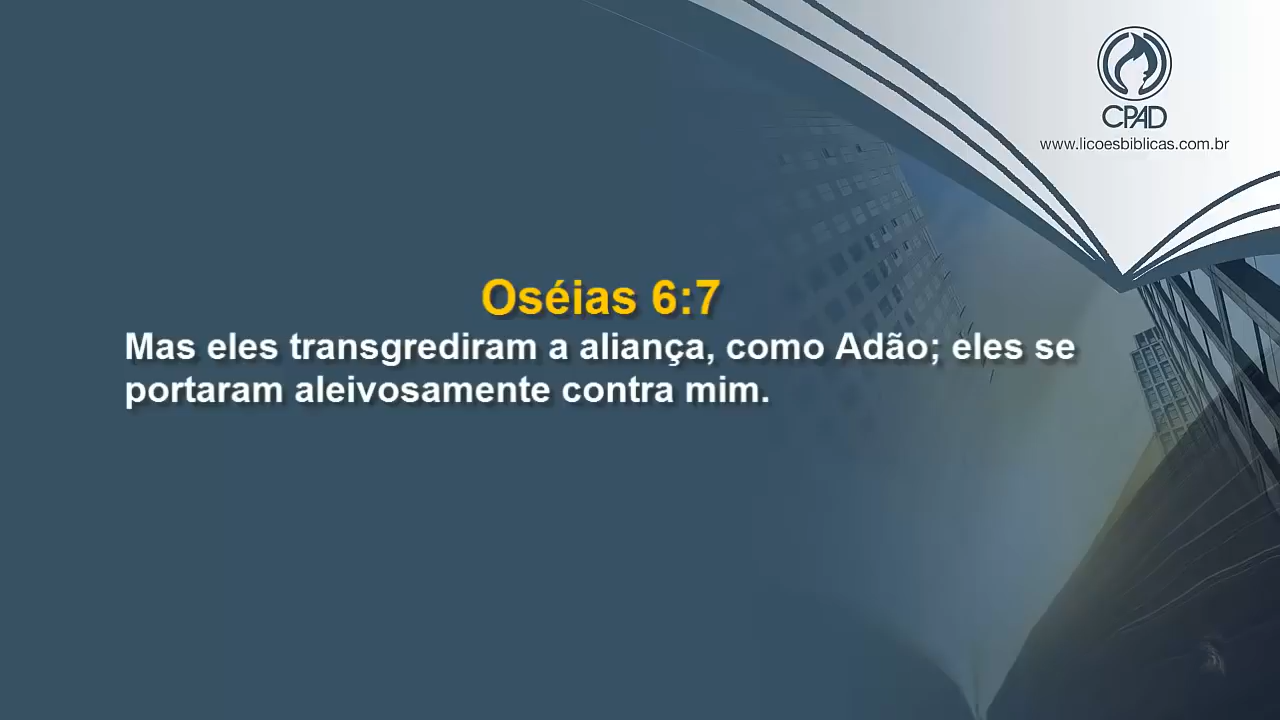 CPAD
www.licoesbiblicas.com.br
Oséias 6:7
Mas eles transgrediram a aliança, como Adão; eles se
portaram aleivosamente contra mim.